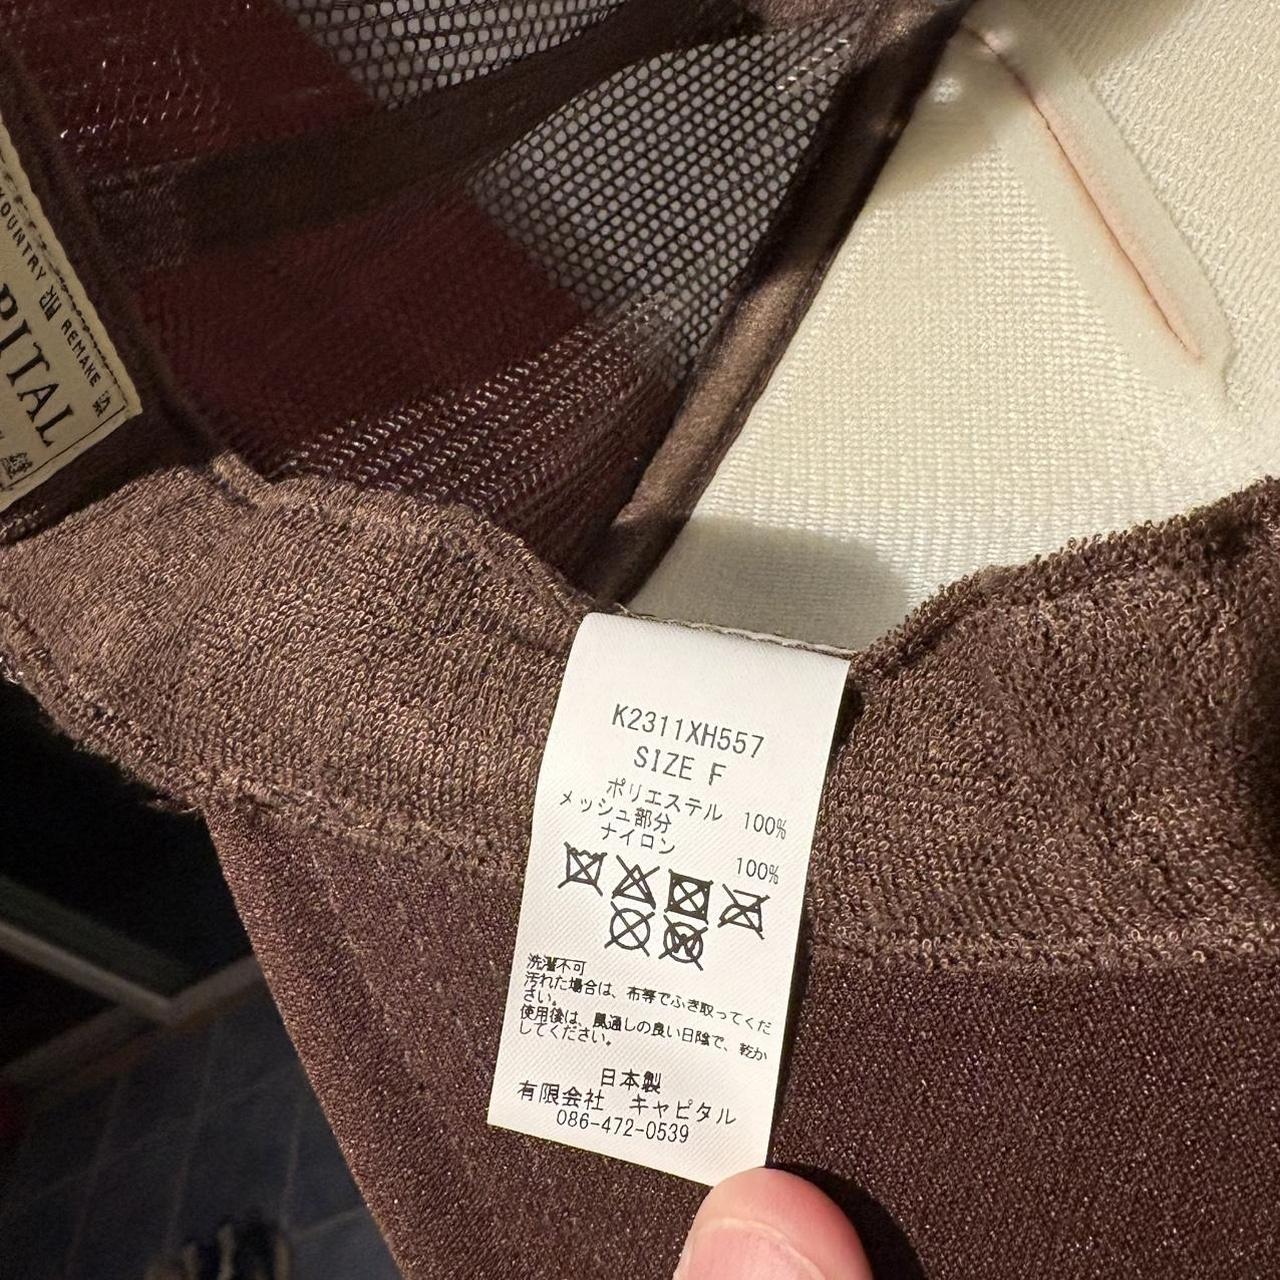 KOUNTRY 畑 REMAKE 染
PITAL
K2311XH557
SIZE F
ポリエステル 100%
メッシュ部分
ナイロン 100%
洗濯不可
汚れた場合は、布等でふき取ってくだ
さい。
使用後は、風通しの良い日陰で、乾か
してください。
日本製
有限会社 キャピタル
086-472-0539